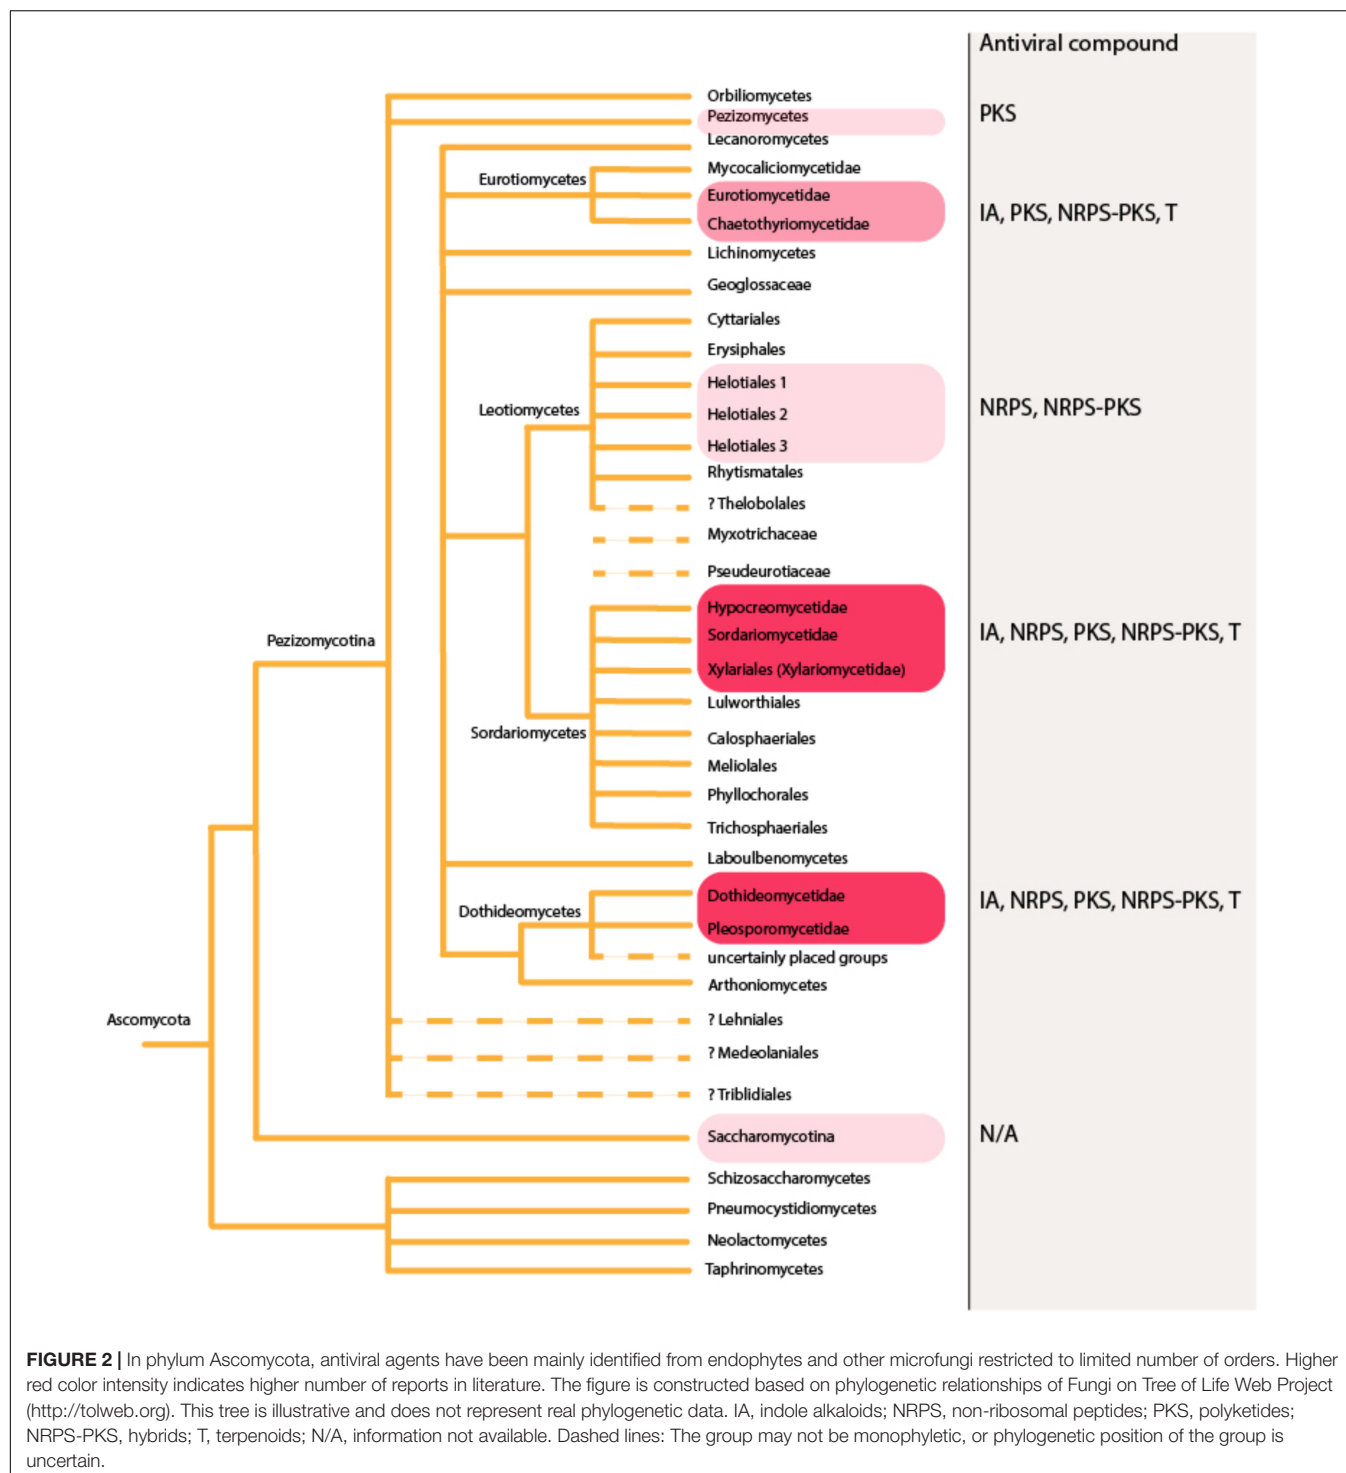 Antiviral compound
Orbiliomycetes
Pezizomycetes
PKS
Lecanoromycetes
Mycocaliciomycetidae
Eurotiomycetes
Eurotiomycetidae
IA, PKS, NRPS-PKS, T
Chaetothyriomycetidae
Lichinomycetes
Geoglossaceae
Cyttariales
Erysiphales
Helotiales 1
Leotiomycetes
Helotiales 2
NRPS, NRPS-PKS
Helotiales 3
Rhytismatales
? Thelobolales
Myxotrichaceae
Pseudeurotiaceae
Hypocreomycetidae
Pezizomycotina
Sordariomycetidae
IA, NRPS, PKS, NRPS-PKS, T
Xylariales (Xylariomycetidae)
Lulworthiales
Sordariomycetes
Calosphaeriales
Meliolales
Phyllochorales
Trichosphaeriales
Laboulbenomycetes
Dothideomycetidae
IA, NRPS, PKS, NRPS-PKS, T
Dothideomycetes
Pleosporomycetidae
uncertainly placed groups
Arthoniomycetes
Ascomycota
? Lehniales
? Medeolaniales
? Triblidiales
Saccharomycotina
N/A
Schizosaccharomycetes
Pneumocystidiomycetes
Neolactomycetes
Taphrinomycetes
FIGURE 2 | In phylum Ascomycota, antiviral agents have been mainly identified from endophytes and other microfungi restricted to limited number of orders. Higher
red color intensity indicates higher number of reports in literature. The figure is constructed based on phylogenetic relationships of Fungi on Tree of Life Web Project
(http://tolweb.org). This tree is illustrative and does not represent real phylogenetic data. IA, indole alkaloids; NRPS, non-ribosomal peptides; PKS, polyketides;
NRPS-PKS, hybrids; T, terpenoids; N/A, information not available. Dashed lines: The group may not be monophyletic, or phylogenetic position of the group is
uncertain.